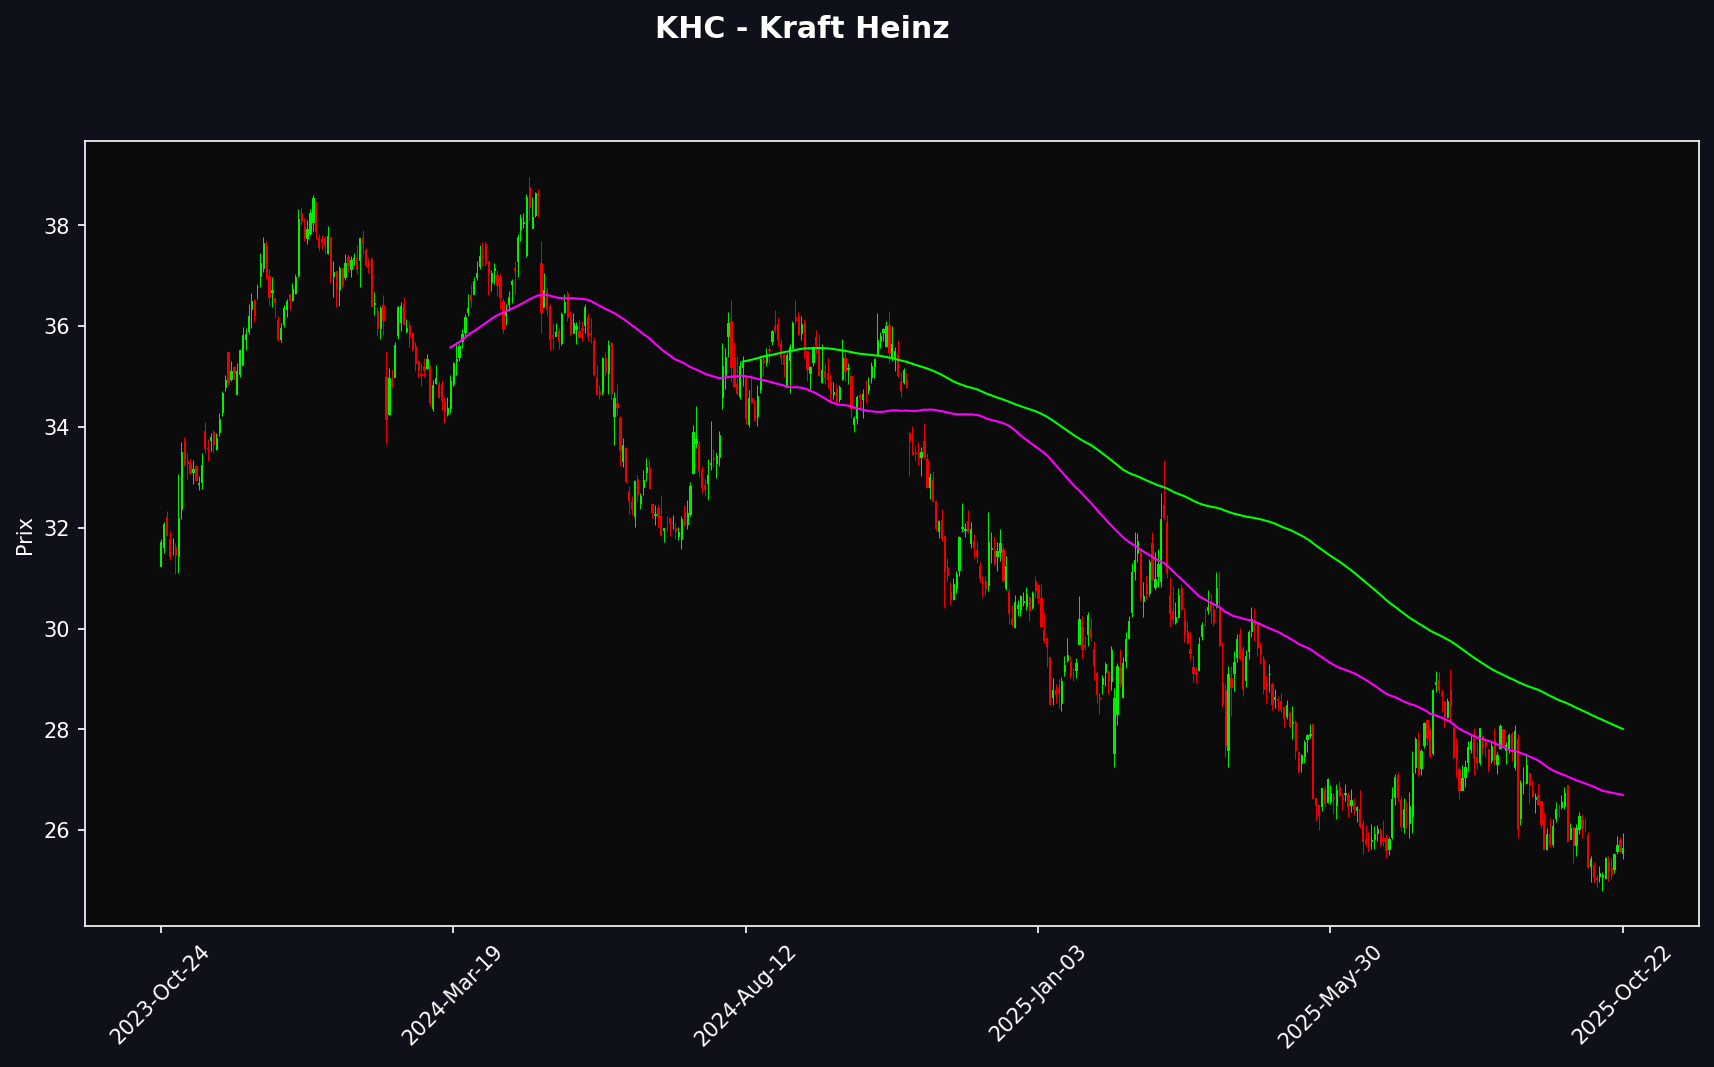 KHC - Kraft Heinz
Prix
38
36
34
32
30
28
26
2023-Oct-24
2024-Mar-19
2024-Aug-12
2025-Jan-03
2025-May-30
2025-Oct-22